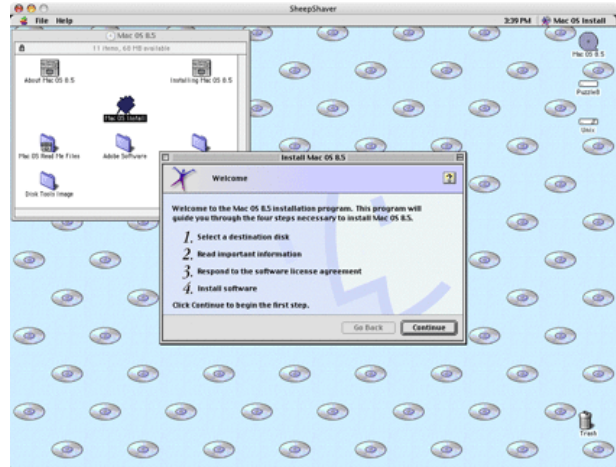 SheepShaver
File Help
3:39 PM
Mac OS Install
Mac OS 8.5
11 items, 60 MB available
About Mac OS 8.5
Installing Mac OS 8.5
Mac OS Install
Mac OS Read Me Files
Adobe Software
Disk Tools Image
Mac OS 8.5
Puzzle8
Unix
Install Mac OS 8.5
Welcome
?
Welcome to the Mac OS 8.5 installation program. This program will
guide you through the four steps necessary to install Mac OS 8.5.
1. Select a destination disk
2. Read important information
3. Respond to the software license agreement
4. Install software
Click Continue to begin the first step.
Go Back
Continue
Trash